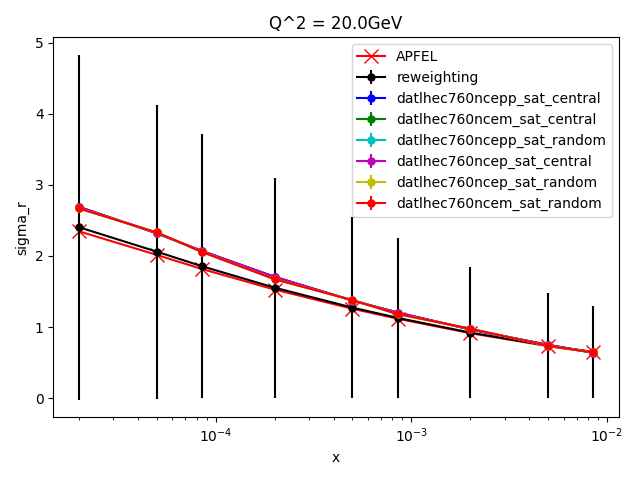 Q^2 = 20.0GeV
5
4
3
2
1
0
sigma_r
APFEL
reweighting
datlhec760ncepp_sat_central
datlhec760ncem_sat_central
datlhec760ncepp_sat_random
datlhec760ncep_sat_central
datlhec760ncep_sat_random
datlhec760ncem_sat_random
10⁻⁴
10⁻³
10⁻²
x